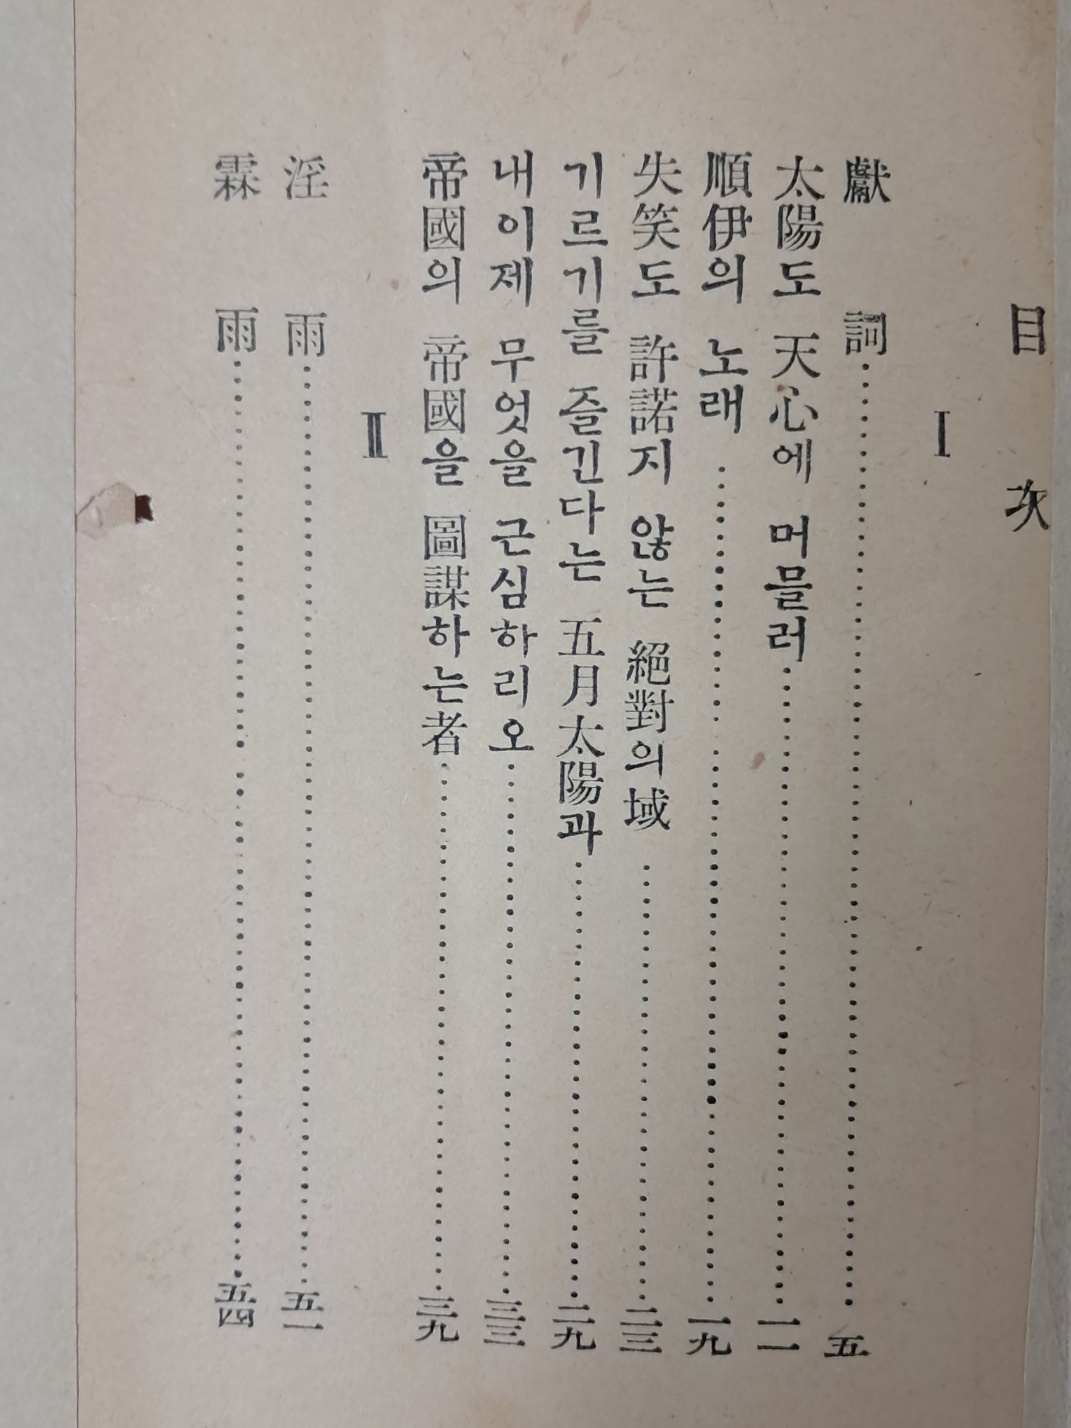 目次
I
獻詞……五
太陽도 天心에 머믈러……一一
順伊의 노래……一九
失笑도 許諾지 않는 絕對의域……二三
기르기를 즐긴다는 五月太陽과……二九
내이제 무엇을 근심하리오……三三
帝國의 帝國을 圖謀하는者……三九
II
淫雨……五一
霖雨……五四